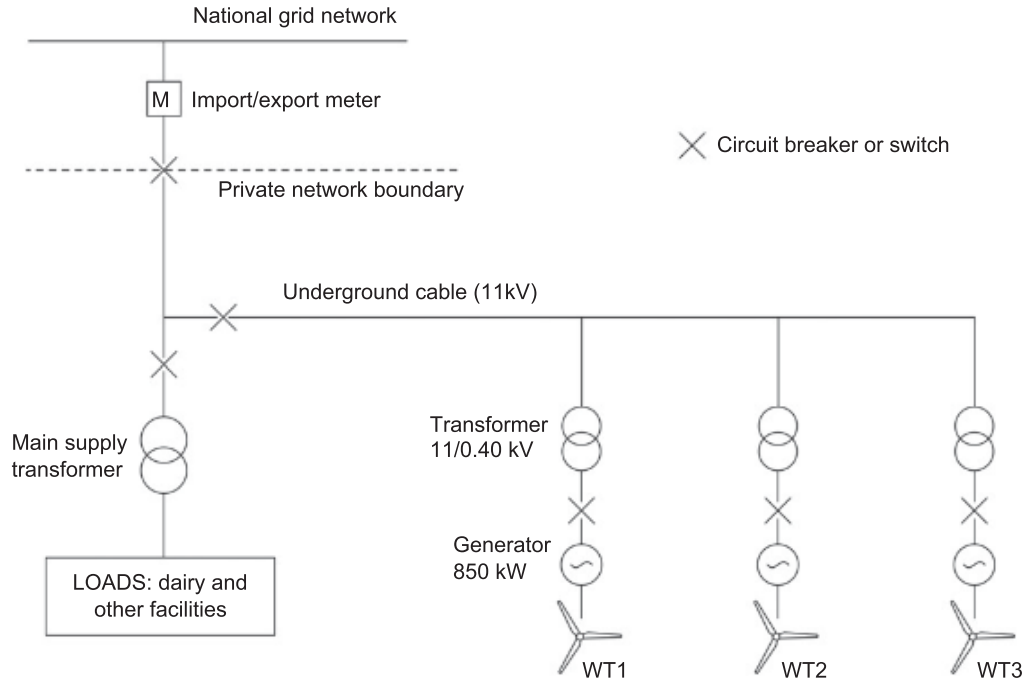 National grid network
M
Import/export meter
Circuit breaker or switch
Private network boundary
Underground cable (11kV)
Transformer
11/0.40 kV
Main supply
transformer
Generator
850 kW
LOADS: dairy and
other facilities
WT1
WT2
WT3